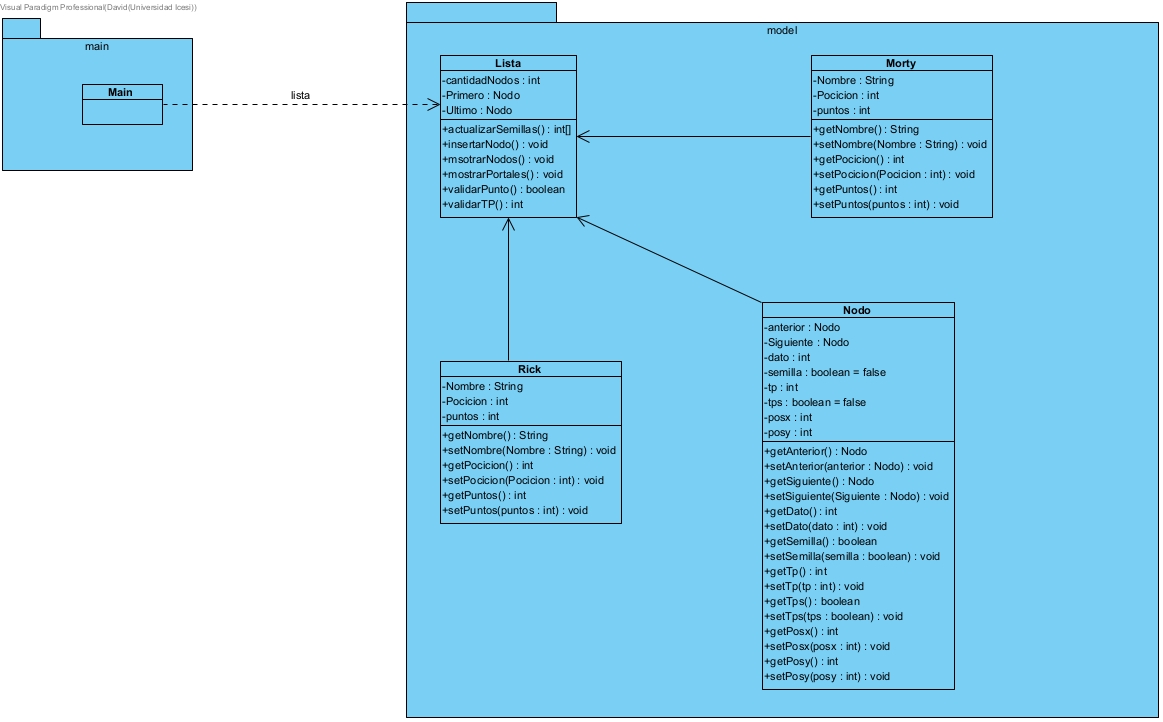 Visual Paradigm Professional(David(Universidad Icesi))
main
Main
lista
model
Lista
-cantidadNodos : int
-Primero : Nodo
-Ultimo : Nodo
+actualizarSemillas() : int[]
+insertarNodo() : void
+msotrarNodos() : void
+mostrarPortales() : void
+validarPunto() : boolean
+validarTP() : int
Morty
-Nombre : String
-Pocicion : int
-puntos : int
+getNombre() : String
+setNombre(Nombre : String) : void
+getPocicion() : int
+setPocicion(Pocicion : int) : void
+getPuntos() : int
+setPuntos(puntos : int) : void
Rick
-Nombre : String
-Pocicion : int
-puntos : int
+getNombre() : String
+setNombre(Nombre : String) : void
+getPocicion() : int
+setPocicion(Pocicion : int) : void
+getPuntos() : int
+setPuntos(puntos : int) : void
Nodo
-anterior : Nodo
-Siguiente : Nodo
-dato : int
-semilla : boolean = false
-tp : int
-tps : boolean = false
-posx : int
-posy : int
+getAnterior() : Nodo
+setAnterior(anterior : Nodo) : void
+getSiguiente() : Nodo
+setSiguiente(Siguiente : Nodo) : void
+getDato() : int
+setDato(dato : int) : void
+getSemilla() : boolean
+setSemilla(semilla : boolean) : void
+getTp() : int
+setTp(tp : int) : void
+getTps() : boolean
+setTps(tps : boolean) : void
+getPosx() : int
+setPosx(posx : int) : void
+getPosy() : int
+setPosy(posy : int) : void